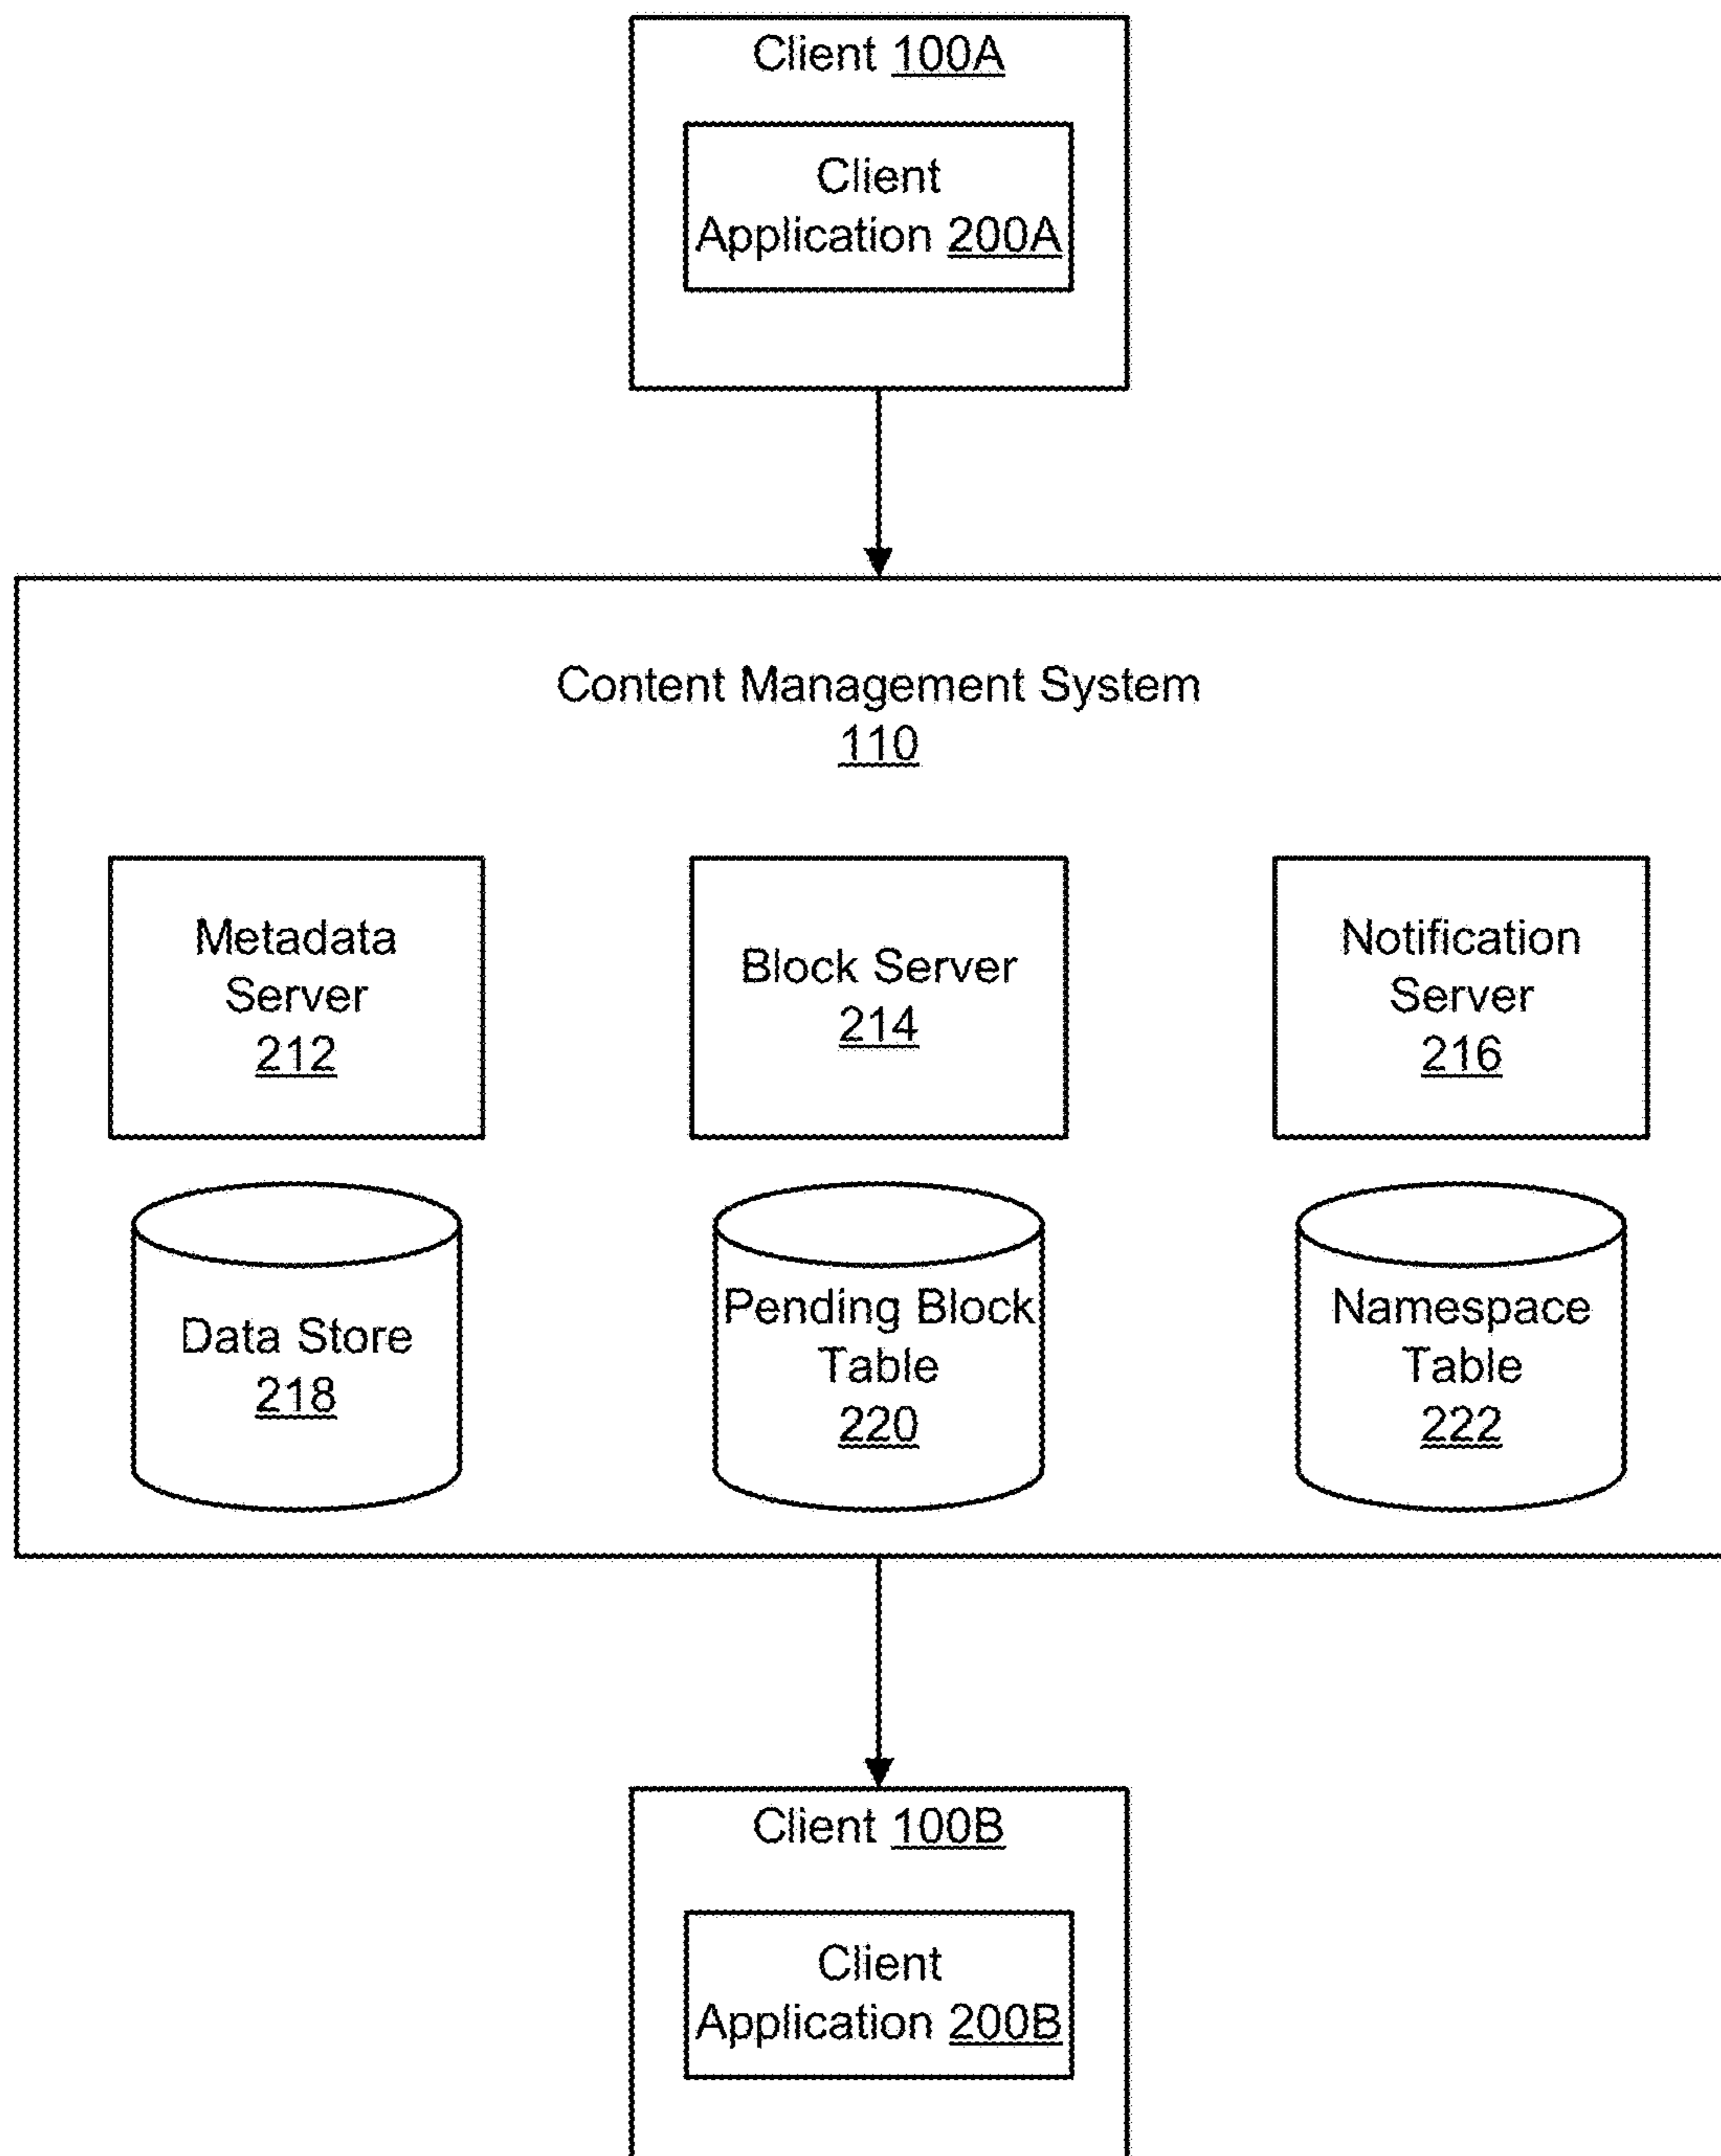 Client 100A
Client
Application 200A
Content Management System
110
Metadata
Server
212
Block Server
214
Notification
Server
216
Data Store
218
Pending Block
Table
220
Namespace
Table
222
Client 100B
Client
Application 200B